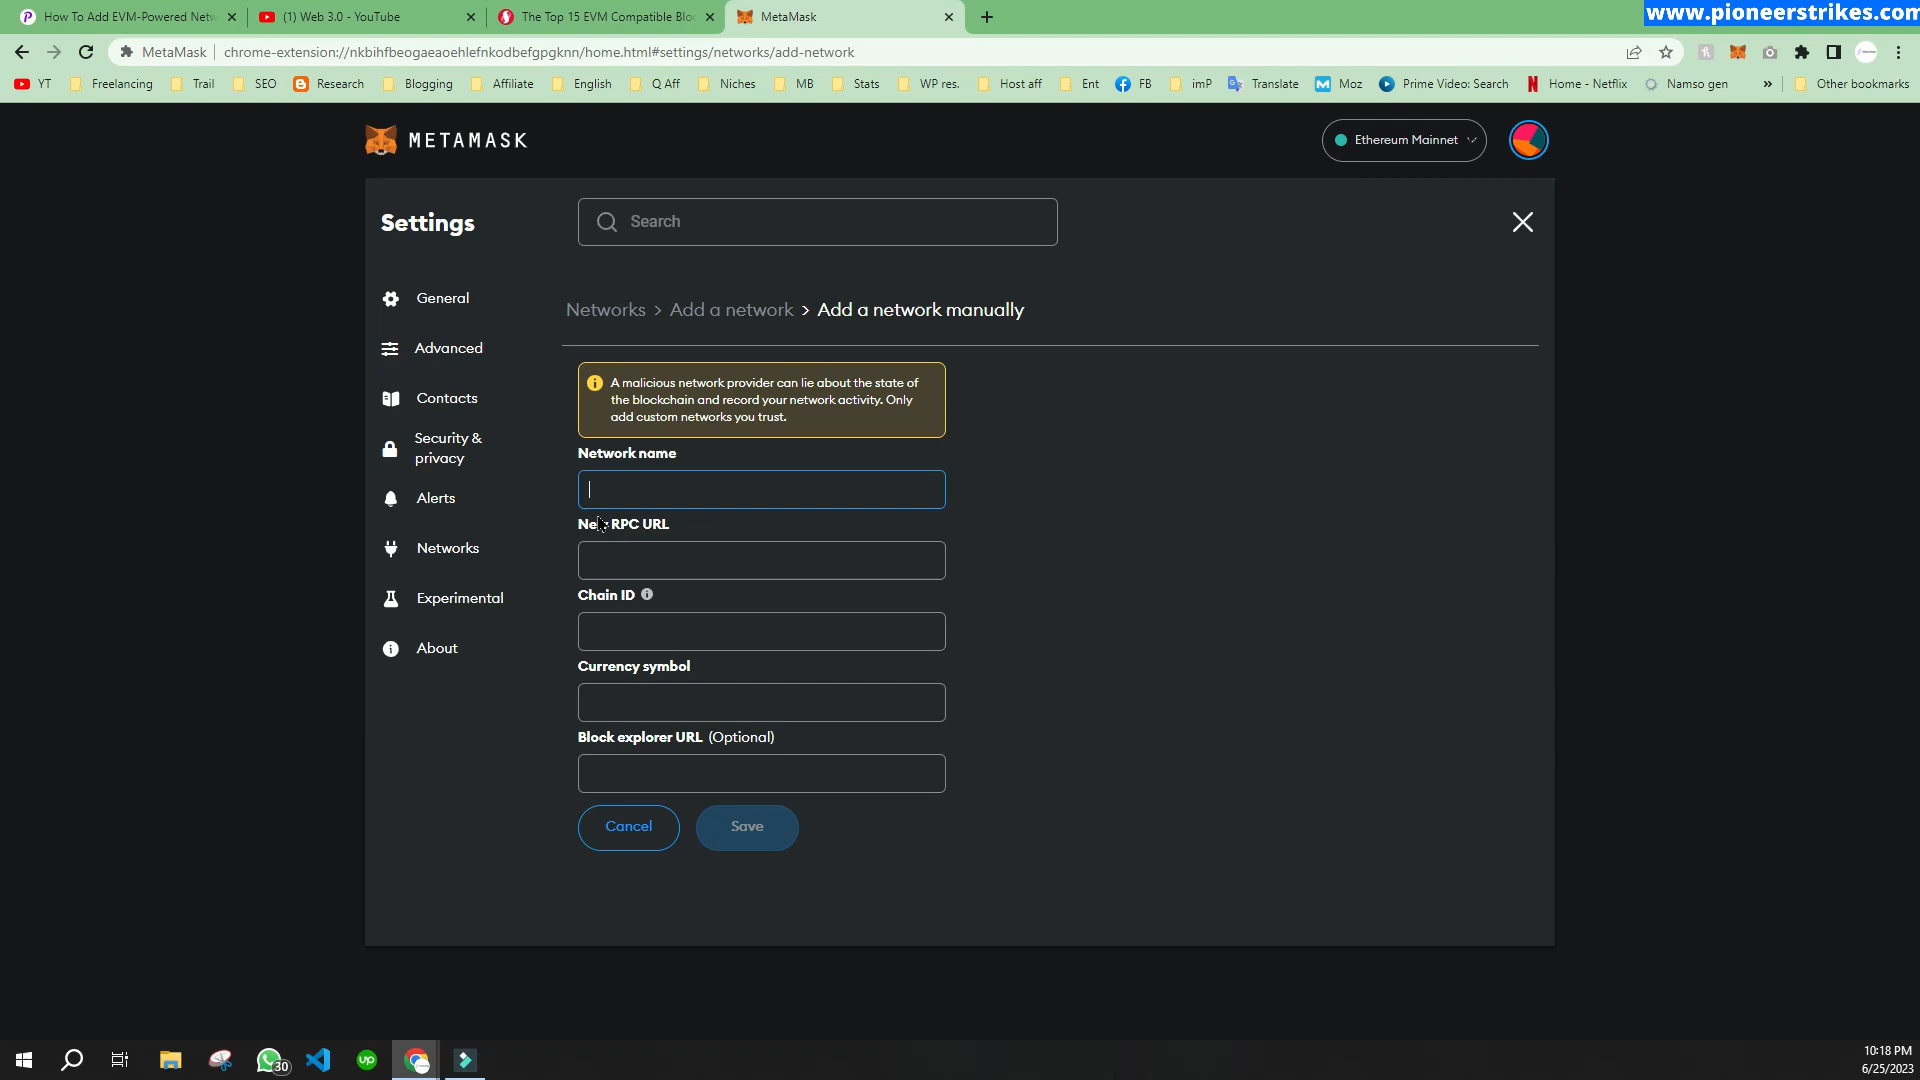 How To Add EVM-Powered Netw
(1) Web 3.0 - YouTube
The Top 15 EVM Compatible Blo
MetaMask
www.pioneerstrikes.com
MetaMask
chrome-extension://nkbihfbeogaeaoehlefnkodbefgpgknn/home.html#settings/networks/add-network
YT
Freelancing
Trail
SEO
Research
Blogging
Affiliate
English
Q Aff
Niches
MB
Stats
WP res.
Host aff
Ent
FB
imP
Translate
Moz
Prime Video: Search
Home - Netflix
Namso gen
»
Other bookmarks
METAMASK
Ethereum Mainnet
Settings
Search
General
Advanced
Contacts
Security &
privacy
Alerts
Networks
Experimental
About
Networks > Add a network > Add a network manually
A malicious network provider can lie about the state of
the blockchain and record your network activity. Only
add custom networks you trust.
Network name
New RPC URL
Chain ID
Currency symbol
Block explorer URL (Optional)
Cancel
Save
30
up
10:18 PM
6/25/2023